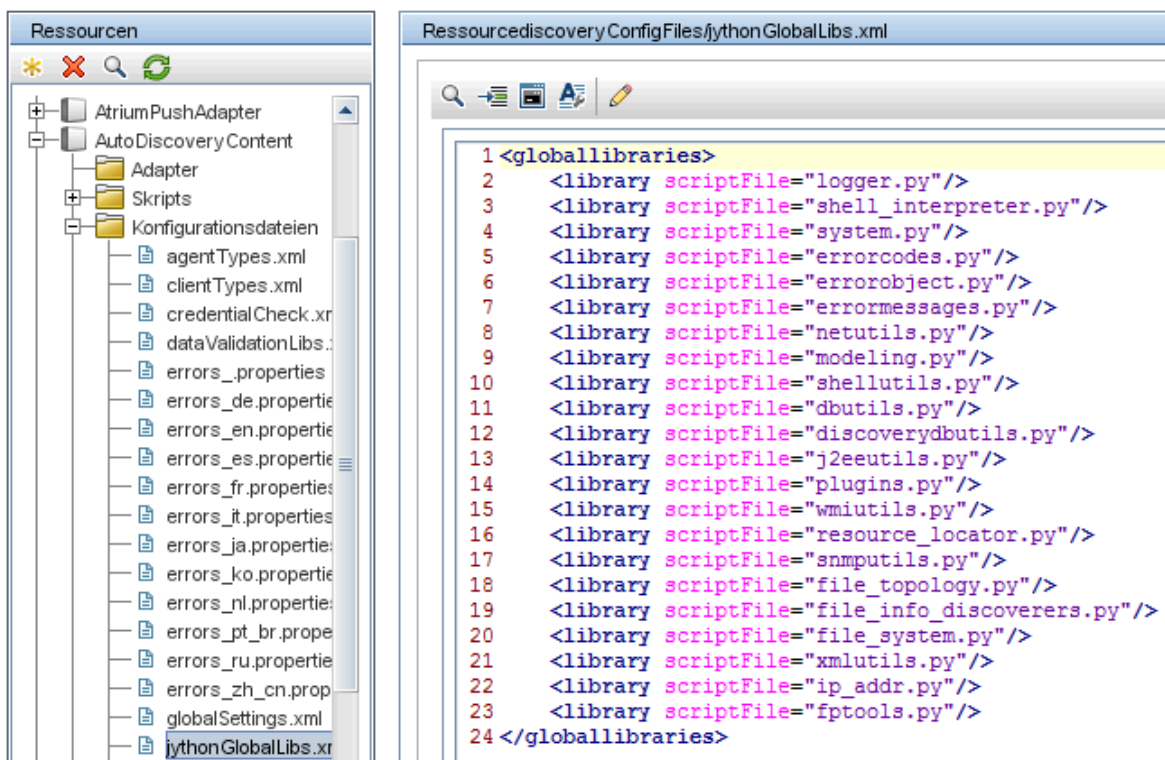 Ressourcen
AtriumPushAdapter
AutoDiscoveryContent
Adapter
Skripts
Konfigurationsdateien
agentTypes.xml
clientTypes.xml
credentialCheck.xr
dataValidationLibs.:
errors_.properties
errors_de.propertie
errors_en.propertie
errors_es.propertie
errors_fr.properties
errors_it.properties
errors_ja.properties
errors_ko.propertie
errors_nl.properties
errors_pt_br.prope
errors_ru.propertie
errors_zh_cn.prop
globalSettings.xml
jythonGlobalLibs.xr
RessourcediscoveryConfigFiles/jythonGlobalLibs.xml
1 <globallibraries>
2 <library scriptFile="logger.py"/>
3 <library scriptFile="shell_interpreter.py"/>
4 <library scriptFile="system.py"/>
5 <library scriptFile="errorcodes.py"/>
6 <library scriptFile="errorobject.py"/>
7 <library scriptFile="errormessages.py"/>
8 <library scriptFile="netutils.py"/>
9 <library scriptFile="modeling.py"/>
10 <library scriptFile="shellutils.py"/>
11 <library scriptFile="dbutils.py"/>
12 <library scriptFile="discoverydbutils.py"/>
13 <library scriptFile="j2eeutils.py"/>
14 <library scriptFile="plugins.py"/>
15 <library scriptFile="wmiutils.py"/>
16 <library scriptFile="resource_locator.py"/>
17 <library scriptFile="snmputils.py"/>
18 <library scriptFile="file_topology.py"/>
19 <library scriptFile="file_info_discoverers.py"/>
20 <library scriptFile="file_system.py"/>
21 <library scriptFile="xmlutils.py"/>
22 <library scriptFile="ip_addr.py"/>
23 <library scriptFile="fptools.py"/>
24 </globallibraries>